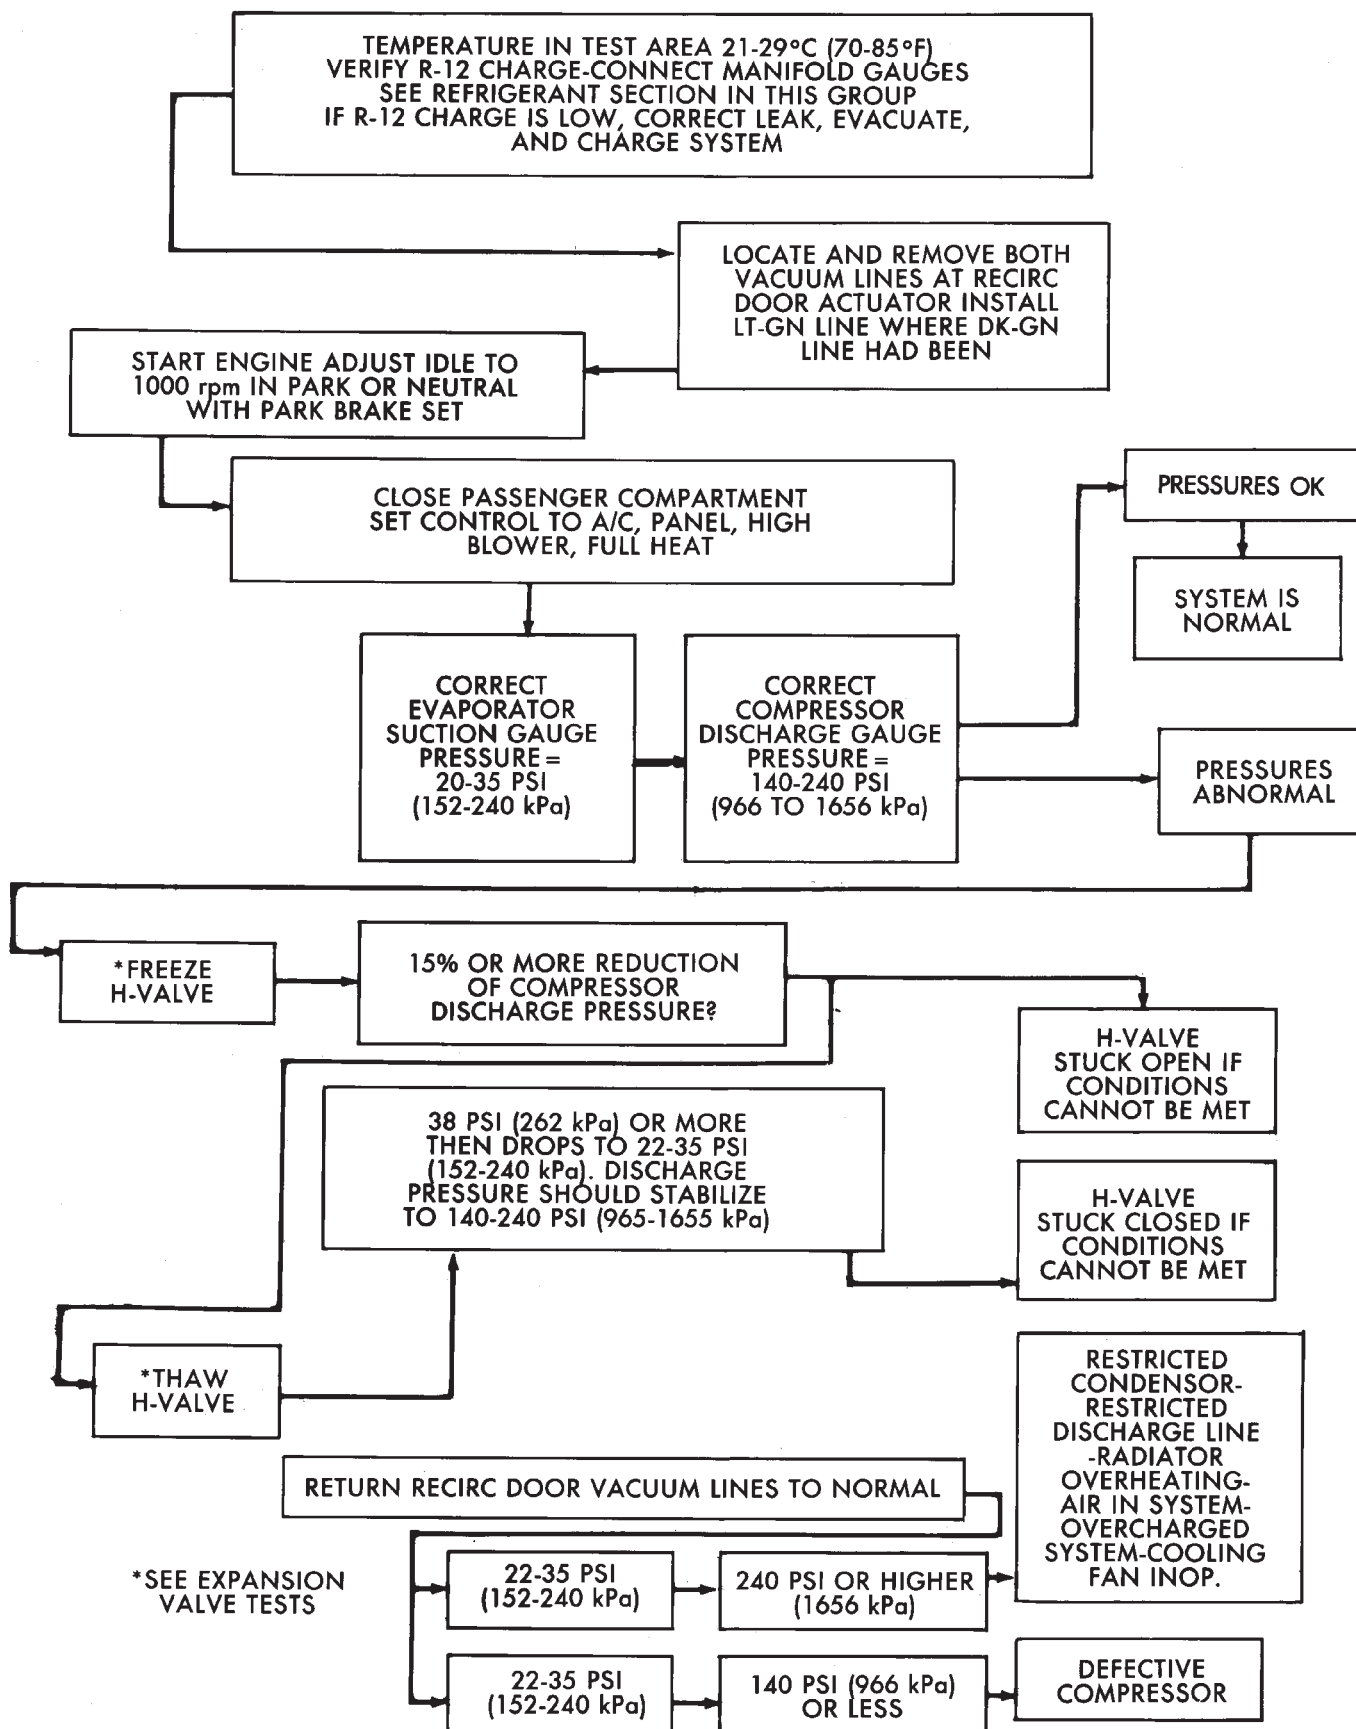 TEMPERATURE IN TEST AREA 21-29°C (70-85°F)
VERIFY R-12 CHARGE-CONNECT MANIFOLD GAUGES
SEE REFRIGERANT SECTION IN THIS GROUP
IF R-12 CHARGE IS LOW, CORRECT LEAK, EVACUATE,
AND CHARGE SYSTEM
LOCATE AND REMOVE BOTH
VACUUM LINES AT RECIRC
DOOR ACTUATOR INSTALL
LT-GN LINE WHERE DK-GN
LINE HAD BEEN
START ENGINE ADJUST IDLE TO
1000 rpm IN PARK OR NEUTRAL
WITH PARK BRAKE SET
CLOSE PASSENGER COMPARTMENT
SET CONTROL TO A/C, PANEL, HIGH
BLOWER, FULL HEAT
PRESSURES OK
SYSTEM IS
NORMAL
CORRECT
EVAPORATOR
SUCTION GAUGE
PRESSURE =
20-35 PSI
(152-240 kPa)
CORRECT
COMPRESSOR
DISCHARGE GAUGE
PRESSURE =
140-240 PSI
(966 TO 1656 kPa)
PRESSURES
ABNORMAL
*FREEZE
H-VALVE
15% OR MORE REDUCTION
OF COMPRESSOR
DISCHARGE PRESSURE?
H-VALVE
STUCK OPEN IF
CONDITIONS
CANNOT BE MET
38 PSI (262 kPa) OR MORE
THEN DROPS TO 22-35 PSI
(152-240 kPa). DISCHARGE
PRESSURE SHOULD STABILIZE
TO 140-240 PSI (965-1655 kPa)
H-VALVE
STUCK CLOSED IF
CONDITIONS
CANNOT BE MET
*THAW
H-VALVE
RESTRICTED
CONDENSOR-
RESTRICTED
DISCHARGE LINE
-RADIATOR
OVERHEATING-
AIR IN SYSTEM-
OVERCHARGED
SYSTEM-COOLING
FAN INOP.
RETURN RECIRC DOOR VACUUM LINES TO NORMAL
*SEE EXPANSION
VALVE TESTS
22-35 PSI
(152-240 kPa)
240 PSI OR HIGHER
(1656 kPa)
22-35 PSI
(152-240 kPa)
140 PSI (966 kPa)
OR LESS
DEFECTIVE
COMPRESSOR